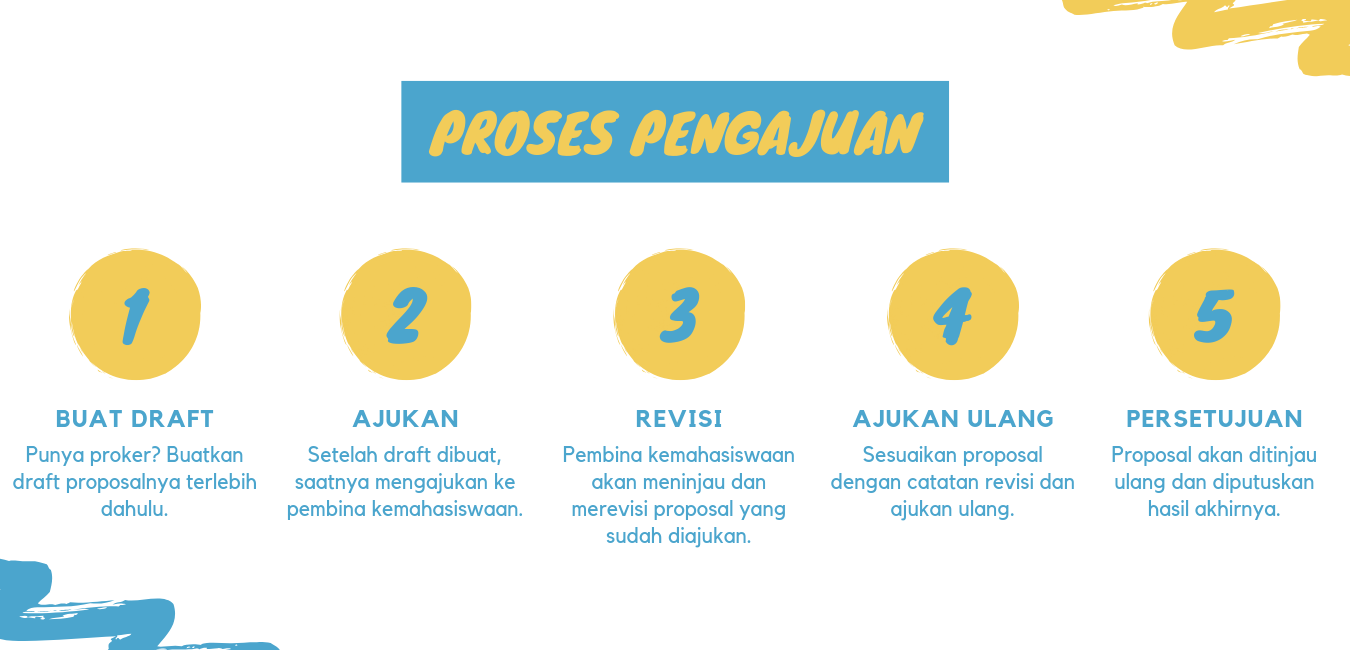 PROSES PENGAJUAN
1
BUAT DRAFT
Punya proker? Buatkan
draft proposalnya terlebih
dahulu.
2
AJUKAN
Setelah draft dibuat,
saatnya mengajukan ke
pembina kemahasiswaan.
3
REVISI
Pembina kemahasiswaan
akan meninjau dan
merevisi proposal yang
sudah diajukan.
4
AJUKAN ULANG
Sesuaikan proposal
dengan catatan revisi dan
ajukan ulang.
5
PERSETUJUAN
Proposal akan ditinjau
ulang dan diputuskan
hasil akhirnya.